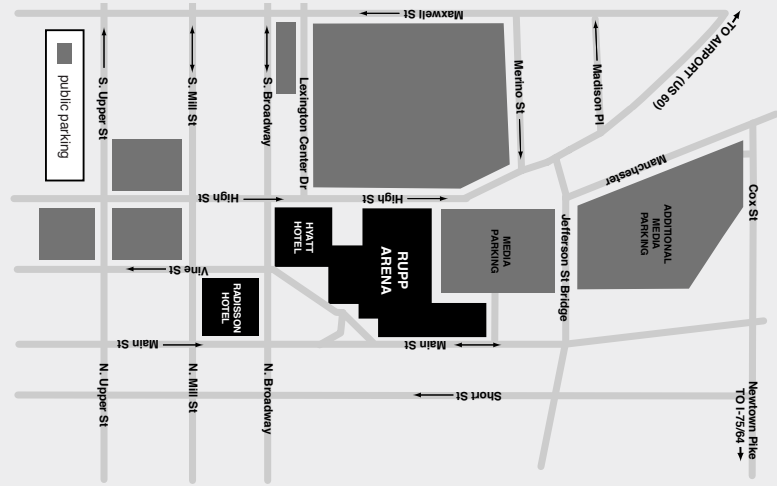 Maxwell St
TO AIRPORT (US 60)
public parking
S. Upper St
S. Mill St
S. Broadway
Lexington Center Dr
Merino St
Madison Pl
Manchester
High St
High St
Cox St
HYATT
HOTEL
RUPP
ARENA
MEDIA
PARKING
Jefferson St Bridge
ADDITIONAL
MEDIA
PARKING
Vine St
RADISSON
HOTEL
Main St
Main St
N. Upper St
N. Mill St
N. Broadway
Short St
Newtown Pike
TO I-75/64